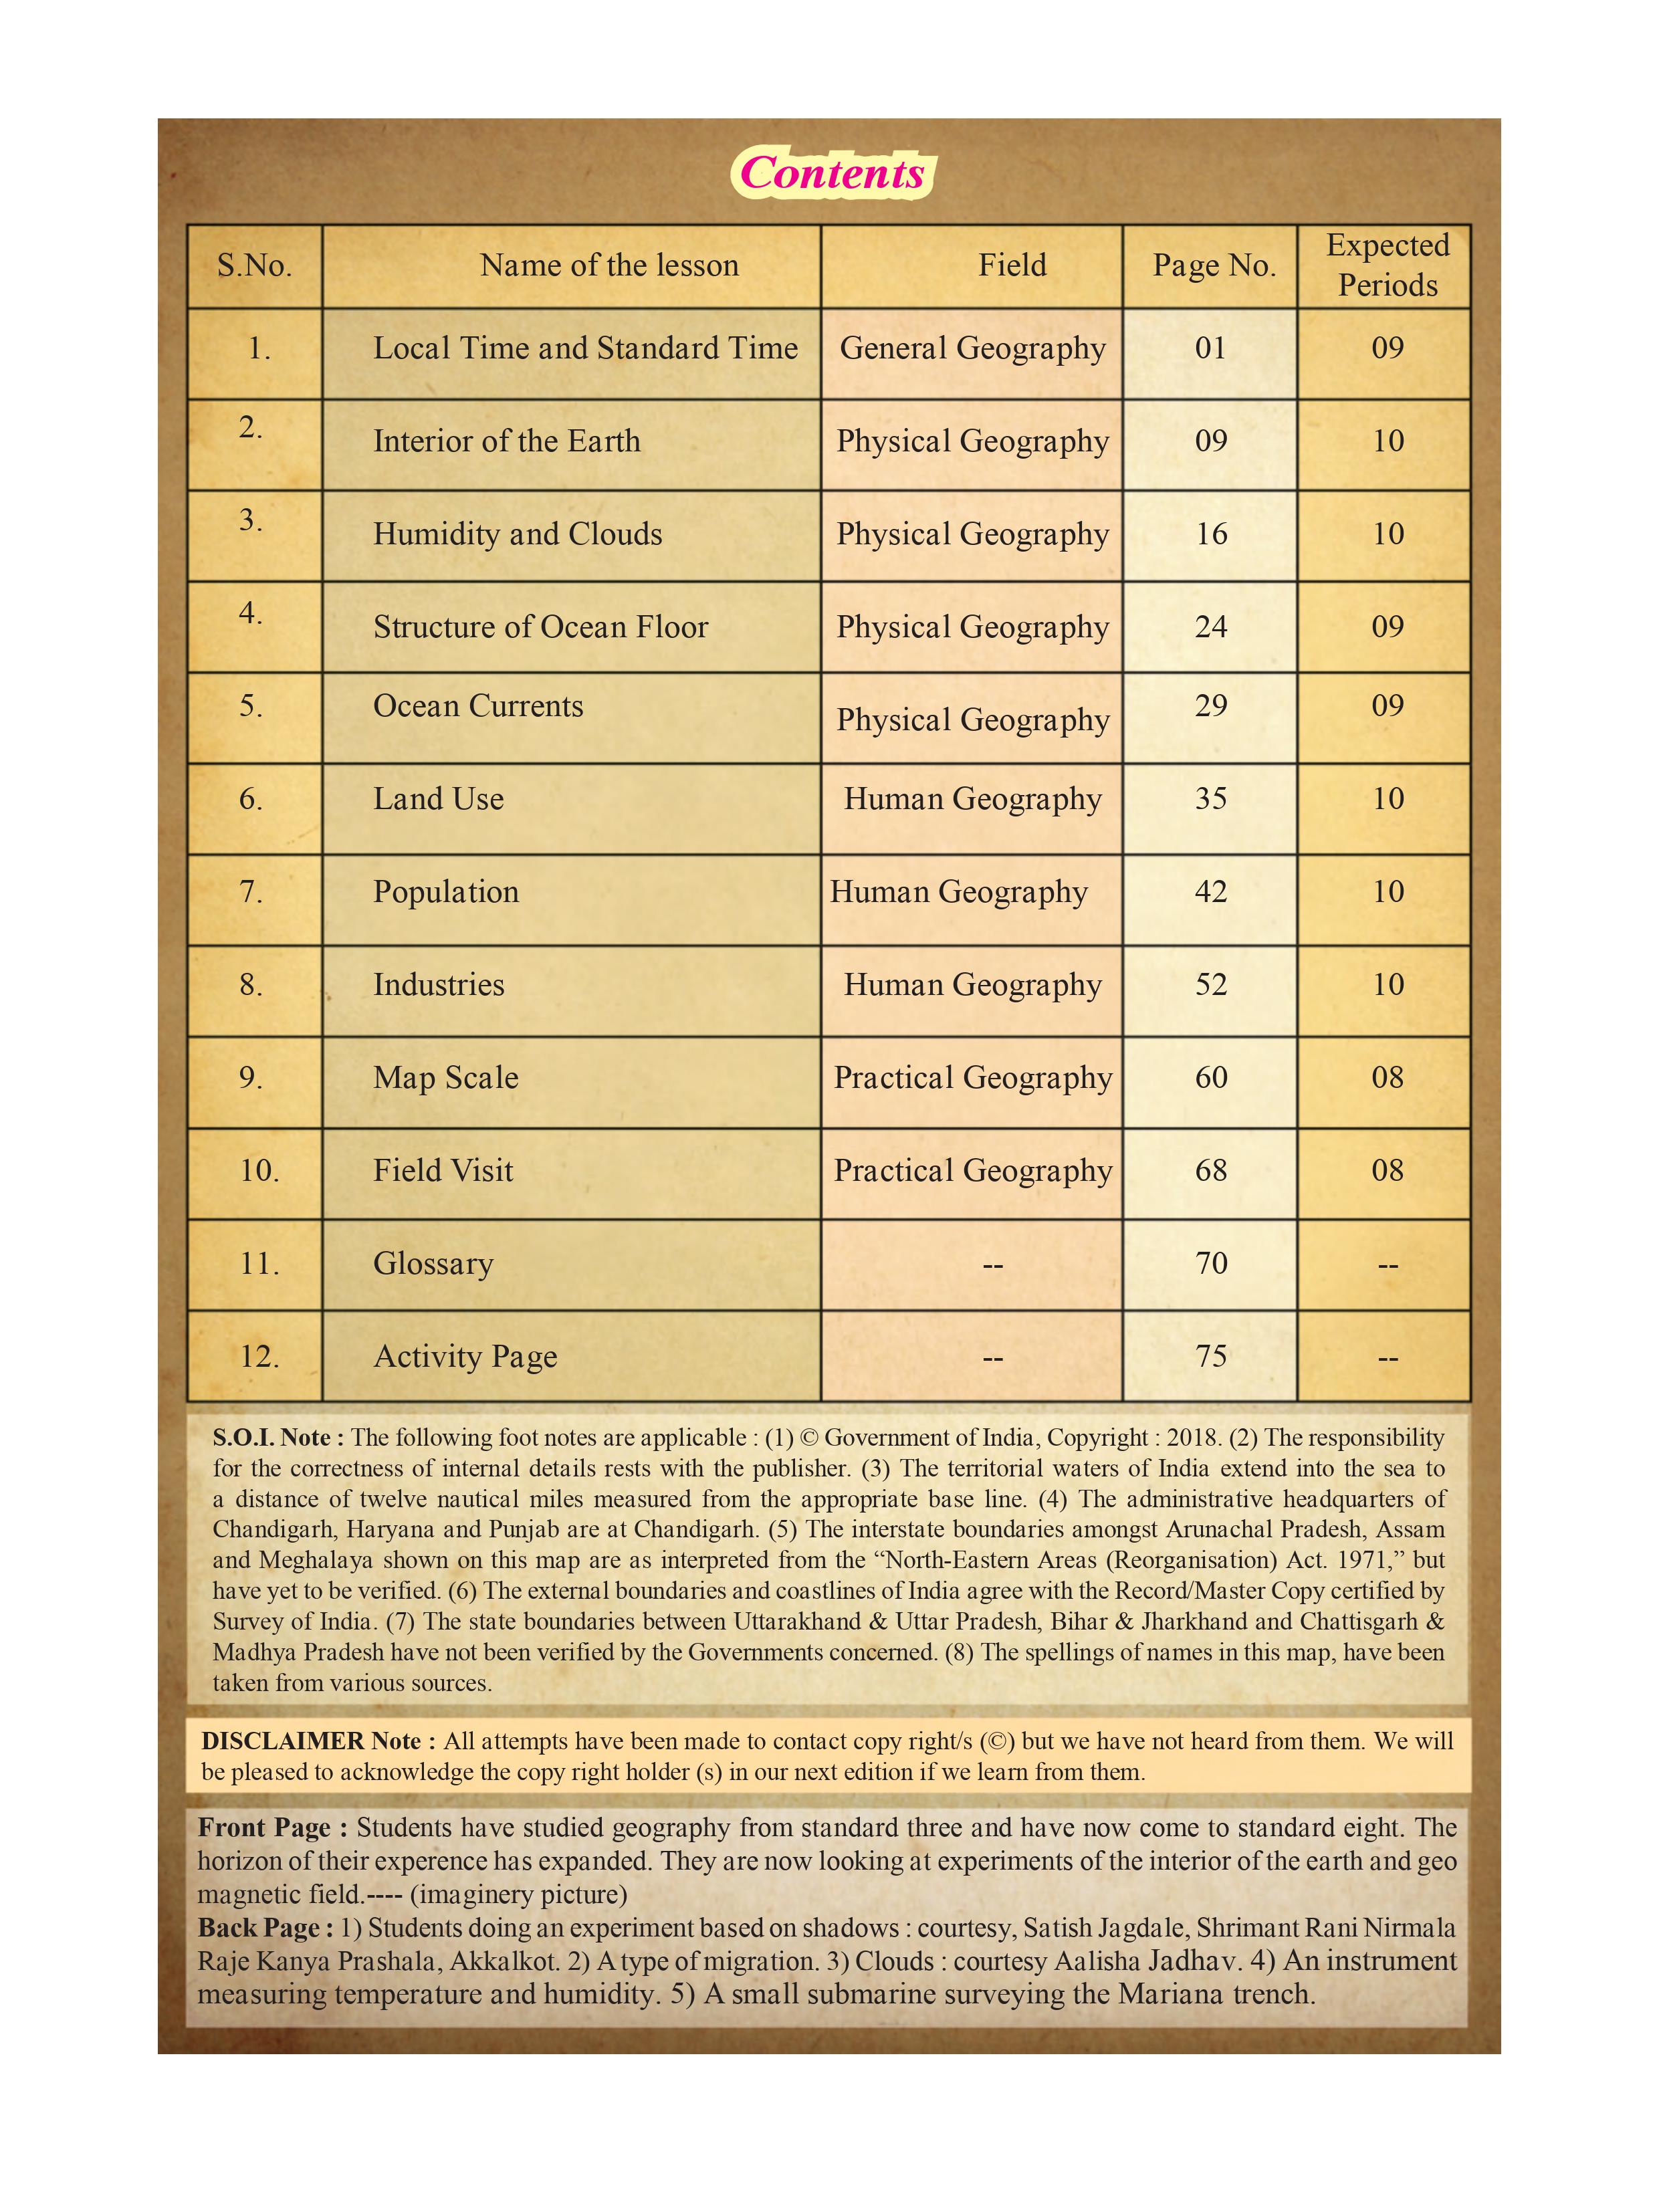 Contents
S.No. Name of the lesson Field Page No. Expected Periods
1. Local Time and Standard Time General Geography 01 09
2. Interior of the Earth Physical Geography 09 10
3. Humidity and Clouds Physical Geography 16 10
4. Structure of Ocean Floor Physical Geography 24 09
5. Ocean Currents Physical Geography 29 09
6. Land Use Human Geography 35 10
7. Population Human Geography 42 10
8. Industries Human Geography 52 10
9. Map Scale Practical Geography 60 08
10. Field Visit Practical Geography 68 08
11. Glossary -- 70 --
12. Activity Page -- 75 --
S.O.I. Note : The following foot notes are applicable : (1) © Government of India, Copyright : 2018. (2) The responsibility
for the correctness of internal details rests with the publisher. (3) The territorial waters of India extend into the sea to
a distance of twelve nautical miles measured from the appropriate base line. (4) The administrative headquarters of
Chandigarh, Haryana and Punjab are at Chandigarh. (5) The interstate boundaries amongst Arunachal Pradesh, Assam
and Meghalaya shown on this map are as interpreted from the “North-Eastern Areas (Reorganisation) Act. 1971,” but
have yet to be verified. (6) The external boundaries and coastlines of India agree with the Record/Master Copy certified by
Survey of India. (7) The state boundaries between Uttarakhand & Uttar Pradesh, Bihar & Jharkhand and Chattisgarh &
Madhya Pradesh have not been verified by the Governments concerned. (8) The spellings of names in this map, have been
taken from various sources.
DISCLAIMER Note : All attempts have been made to contact copy right/s (©) but we have not heard from them. We will
be pleased to acknowledge the copy right holder (s) in our next edition if we learn from them.
Front Page : Students have studied geography from standard three and have now come to standard eight. The
horizon of their experence has expanded. They are now looking at experiments of the interior of the earth and geo
magnetic field.---- (imaginery picture)
Back Page : 1) Students doing an experiment based on shadows : courtesy, Satish Jagdale, Shrimant Rani Nirmala
Raje Kanya Prashala, Akkalkot. 2) A type of migration. 3) Clouds : courtesy Aalisha Jadhav. 4) An instrument
measuring temperature and humidity. 5) A small submarine surveying the Mariana trench.